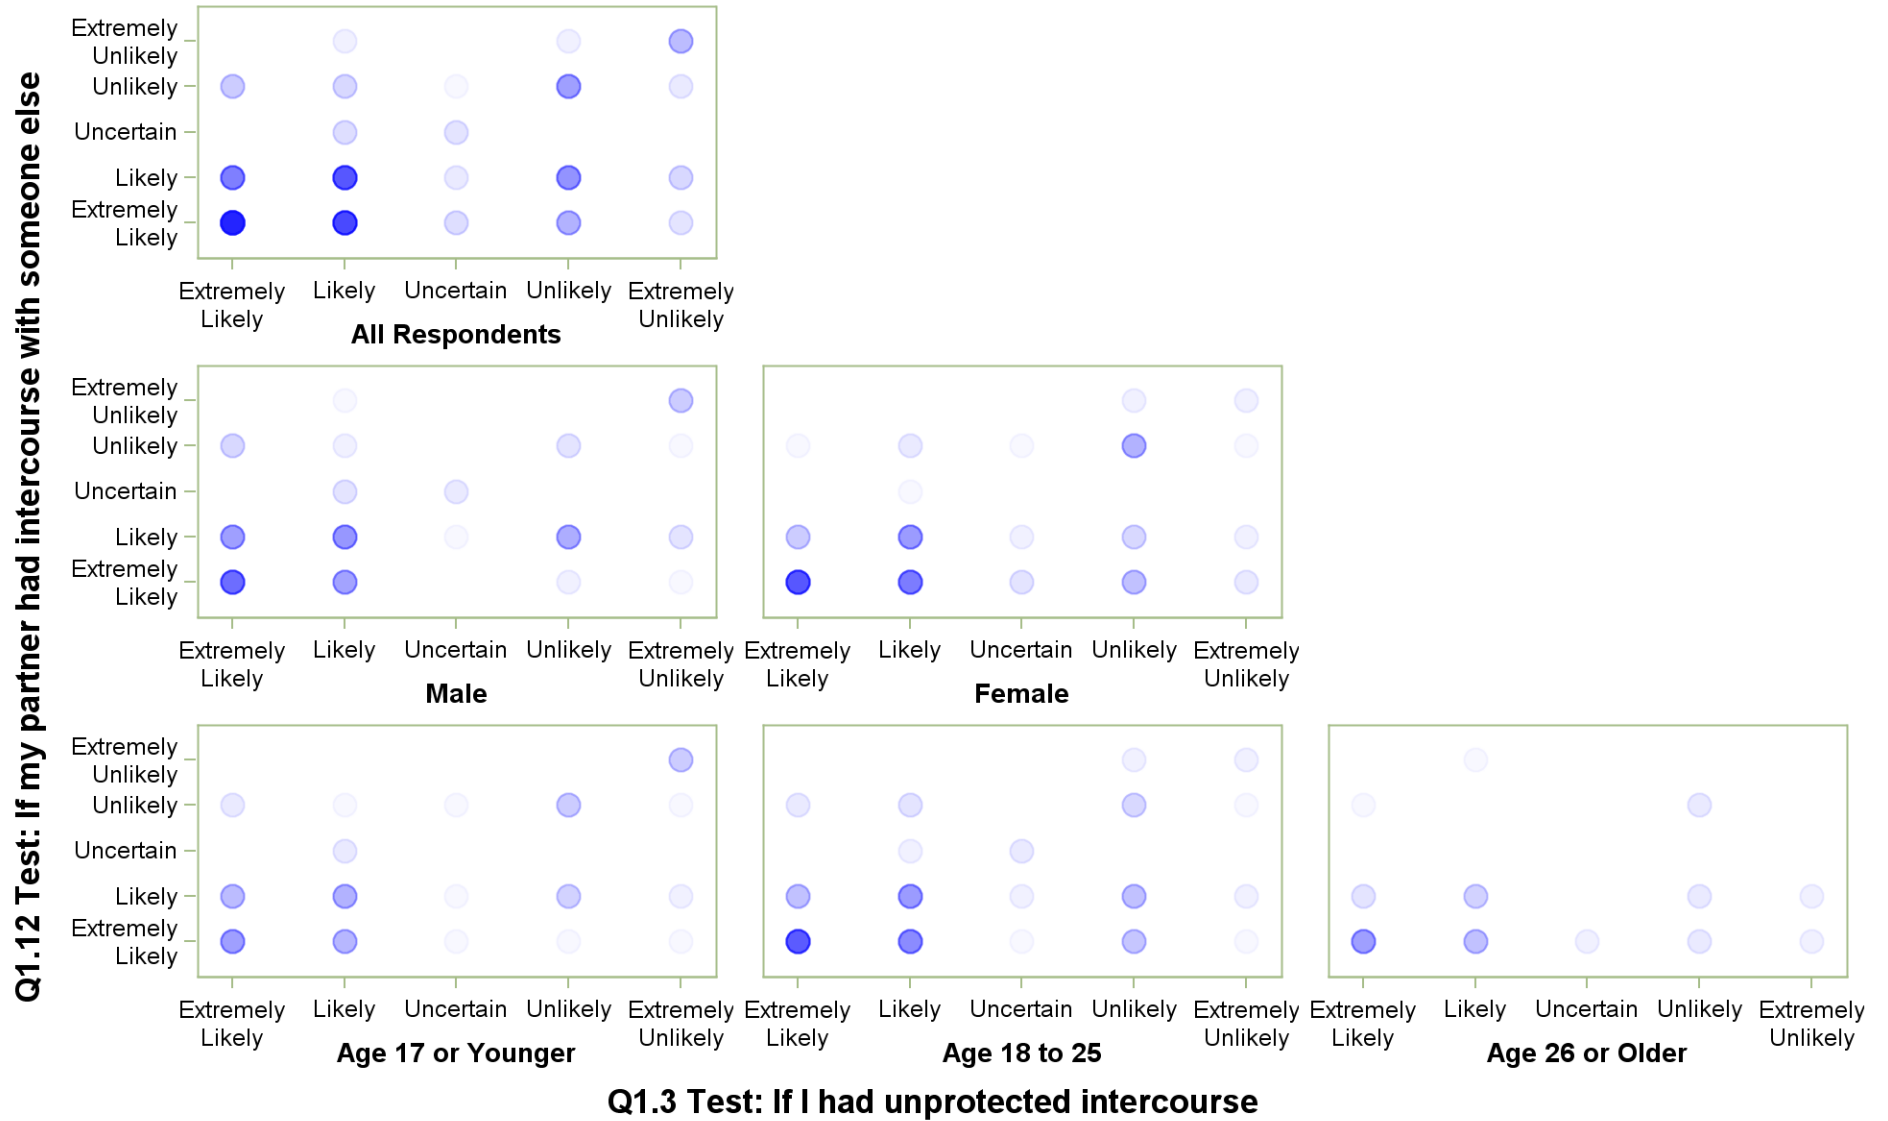 Q1.12 Test: If my partner had intercourse with someone else
Extremely
Unlikely
Unlikely
Uncertain
Likely
Extremely
Likely
Extremely Likely Uncertain Unlikely Extremely
Likely Unlikely
All Respondents
Extremely
Unlikely
Unlikely
Uncertain
Likely
Extremely
Likely
Extremely Likely Uncertain Unlikely Extremely
Likely Unlikely
Male
Extremely Likely Uncertain Unlikely Extremely
Likely Unlikely
Female
Extremely
Unlikely
Unlikely
Uncertain
Likely
Extremely
Likely
Extremely Likely Uncertain Unlikely Extremely
Likely Unlikely
Age 17 or Younger
Extremely Likely Uncertain Unlikely Extremely
Likely Unlikely
Age 18 to 25
Extremely Likely Uncertain Unlikely Extremely
Likely Unlikely
Age 26 or Older
Q1.3 Test: If I had unprotected intercourse